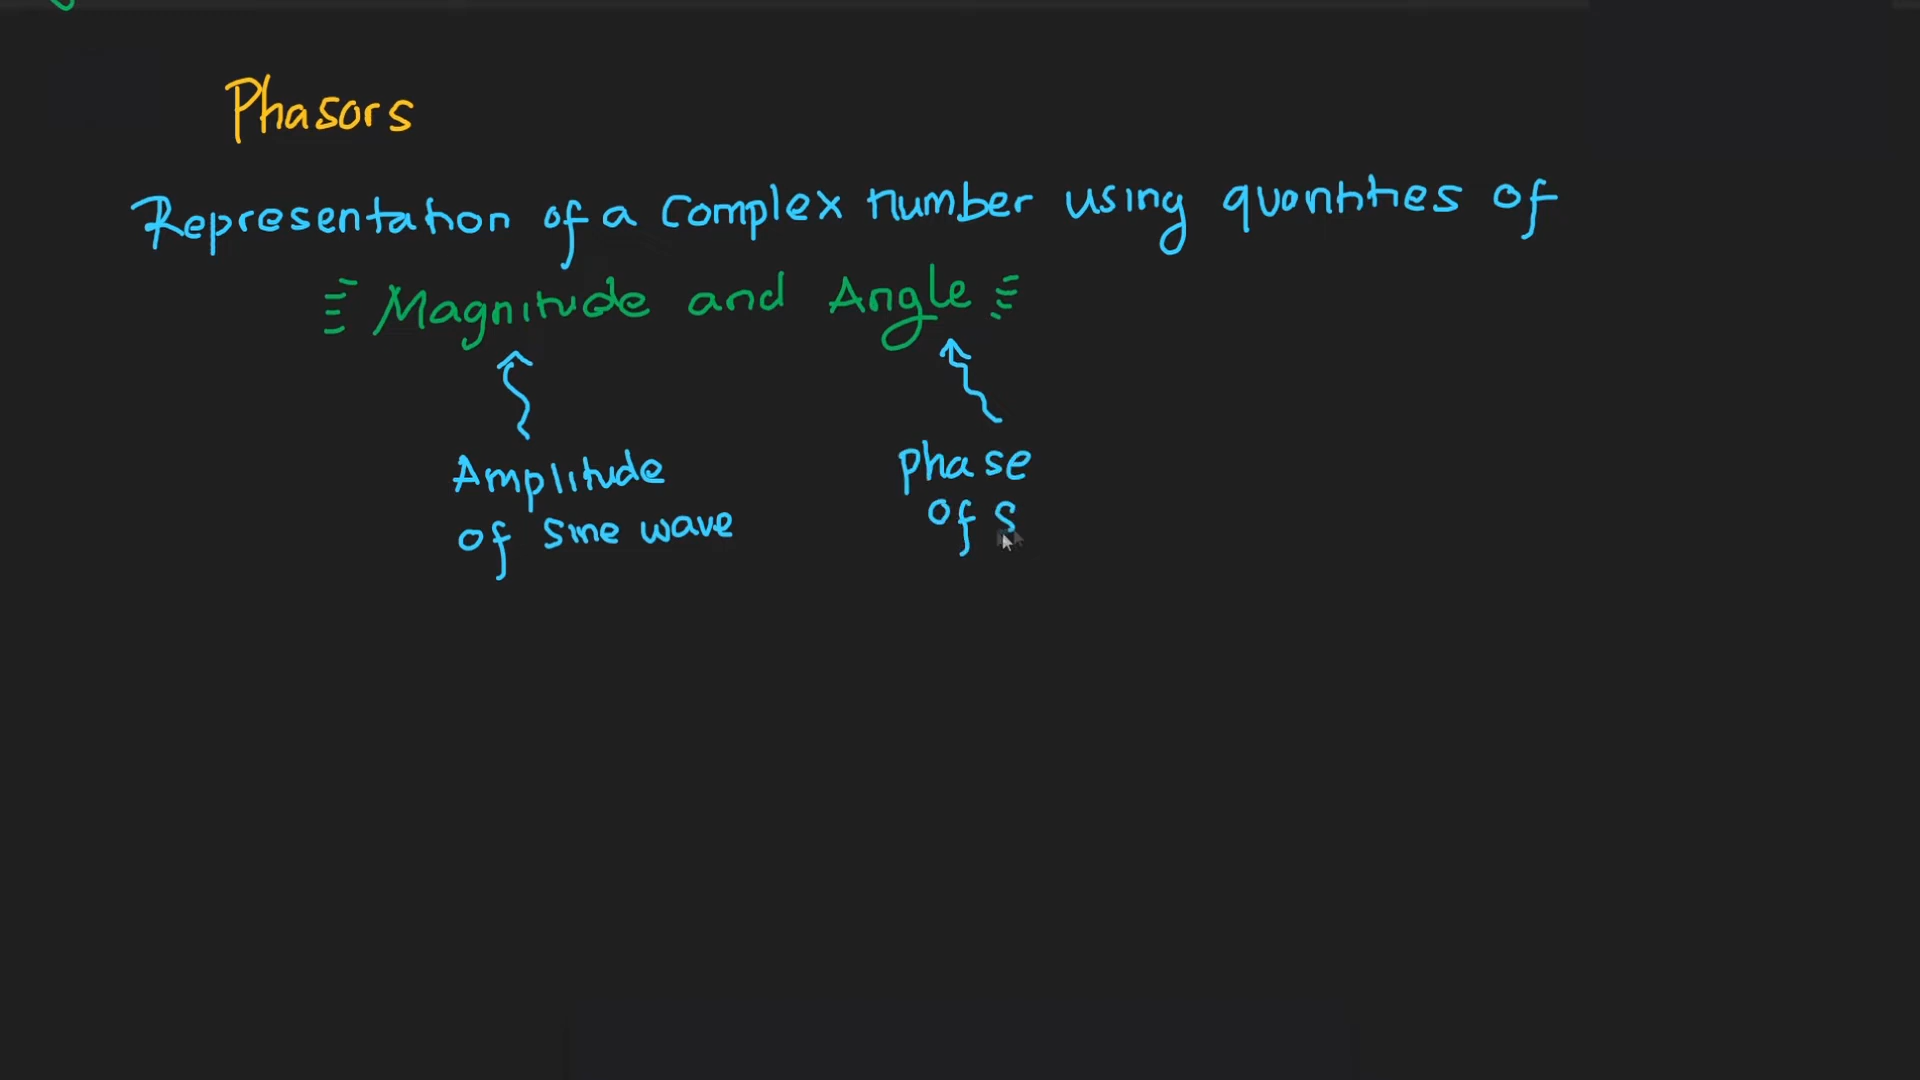 Phasors
Representation of a complex number using quantities of
Magnitude and Angle
Amplitude
of sine wave
phase
of s